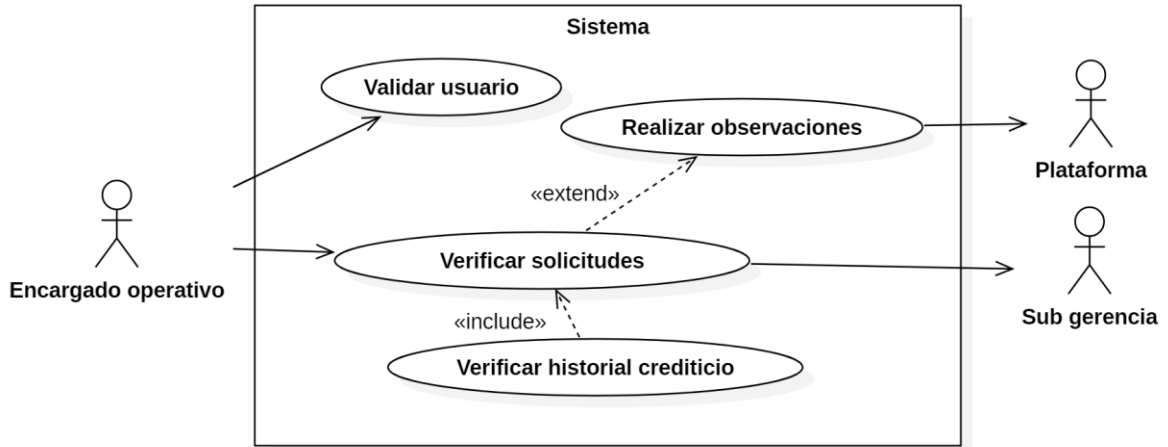 Sistema
Validar usuario
Realizar observaciones
Plataforma
«extend»
Encargado operativo
Verificar solicitudes
Sub gerencia
«include»
Verificar historial crediticio